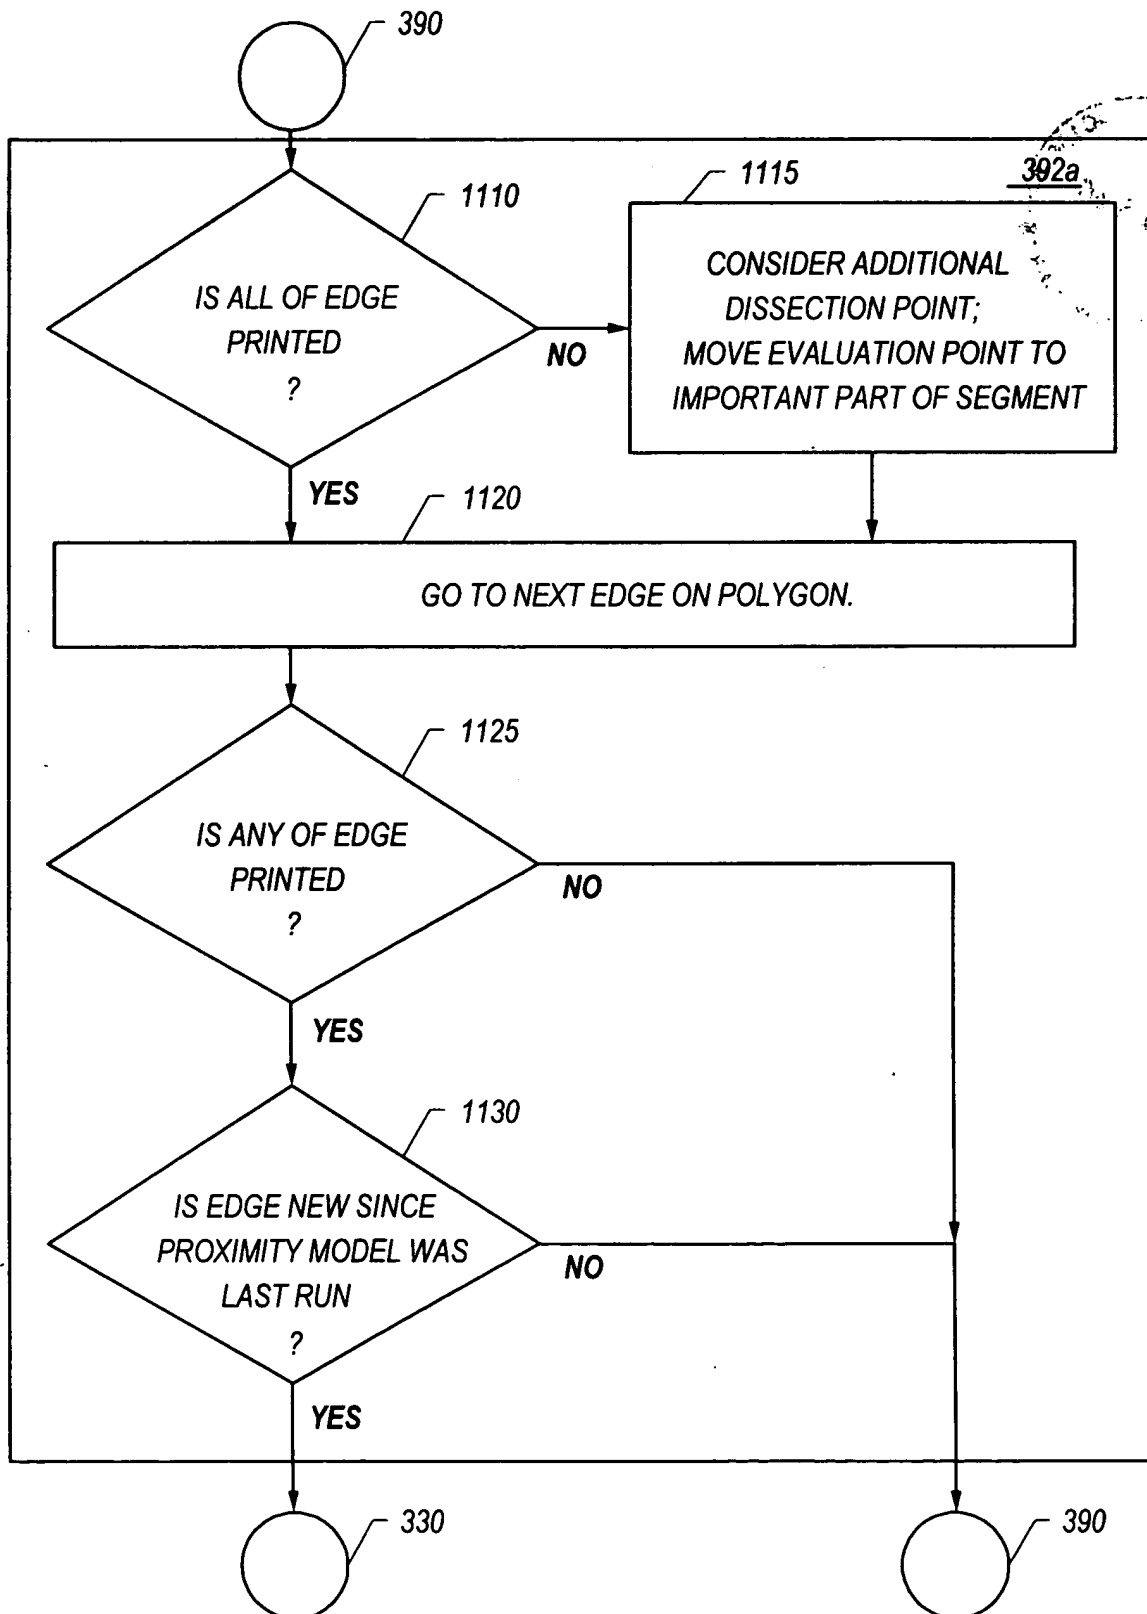 390
392a
1110
1115
IS ALL OF EDGE
PRINTED
?
NO
CONSIDER ADDITIONAL
DISSECTION POINT;
MOVE EVALUATION POINT TO
IMPORTANT PART OF SEGMENT
YES
1120
GO TO NEXT EDGE ON POLYGON.
1125
IS ANY OF EDGE
PRINTED
?
NO
YES
1130
IS EDGE NEW SINCE
PROXIMITY MODEL WAS
LAST RUN
?
NO
YES
330
390